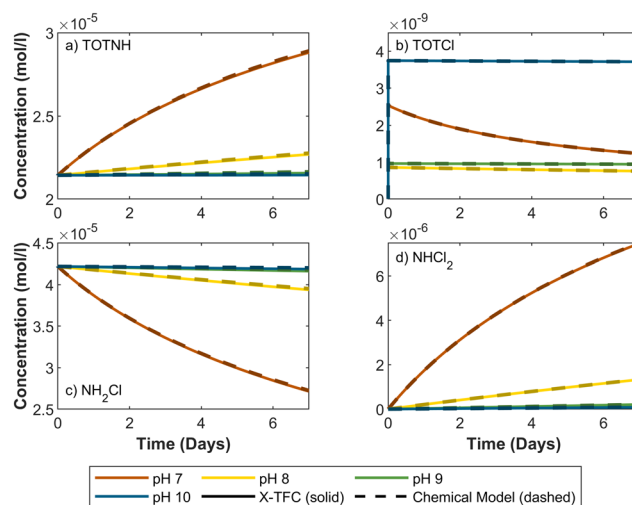 ×10⁻⁵
a) TOTNH
3
2.5
2
0 2 4 6
Concentration (mol/l)
×10⁻⁹
b) TOTCl
4
3
2
1
0
0 2 4 6
×10⁻⁵
4.5
4
3.5
3
2.5
c) NH₂Cl
0 2 4 6
Concentration (mol/l)
Time (Days)
×10⁻⁶
d) NHCl₂
6
4
2
0
0 2 4 6
Time (Days)
pH 7 pH 8 pH 9
pH 10 X-TFC (solid) Chemical Model (dashed)